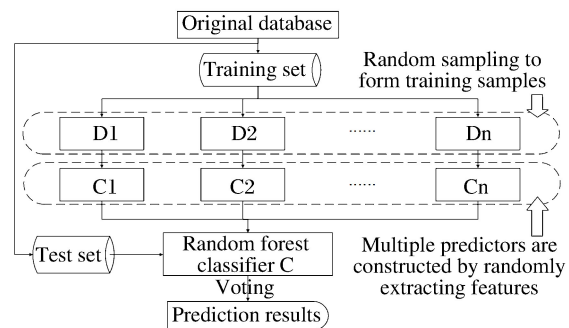 Original database
Training set
Random sampling to
form training samples
D1
D2
......
Dn
C1
C2
......
Cn
Test set
Random forest
classifier C
Multiple predictors are
constructed by randomly
extracting features
Voting
Prediction results